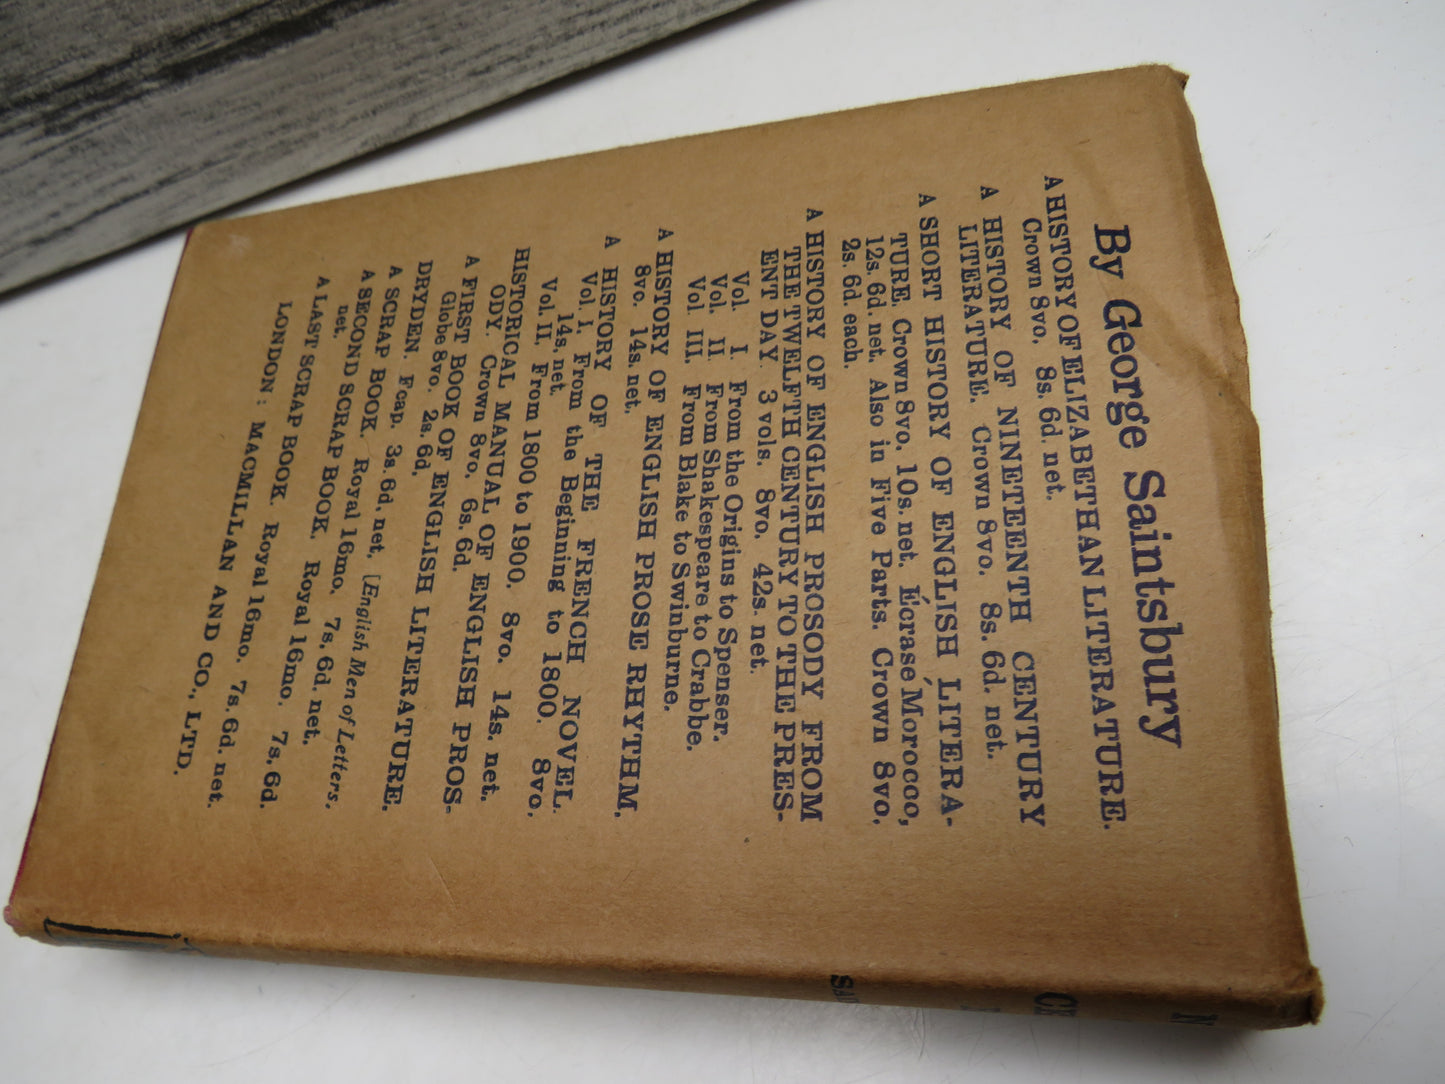 By George Saintsbury
A HISTORY OF ELIZABETHAN LITERATURE.
Crown 8vo. 8s. 6d. net.
A HISTORY OF NINETEENTH CENTURY
LITERATURE. Crown 8vo. 8s. 6d. net.
A SHORT HISTORY OF ENGLISH LITERA-
TURE. Crown 8vo. 10s. net. Écrasé Morocco,
12s. 6d. net. Also in Five Parts. Crown 8vo.
2s. 6d. each.
A HISTORY OF ENGLISH PROSODY FROM
THE TWELFTH CENTURY TO THE PRES-
ENT DAY. 3 vols. 8vo. 42s. net.
Vol. I. From the Origins to Spenser.
Vol. II. From Shakespeare to Crabbe.
Vol. III. From Blake to Swinburne.
A HISTORY OF ENGLISH PROSE RHYTHM.
8vo. 14s. net.
A HISTORY OF THE FRENCH NOVEL.
Vol. I. From the Beginning to 1800. 8vo.
14s. net.
Vol. II. From 1800 to 1900. 8vo. 14s. net.
HISTORICAL MANUAL OF ENGLISH PROS-
ODY. Crown 8vo. 6s. 6d.
A FIRST BOOK OF ENGLISH LITERATURE.
Globe 8vo. 2s. 6d.
DRYDEN. Fcap. 3s. 6d. net. [English Men of Letters.
A SCRAP BOOK. Royal 16mo. 7s. 6d. net.
A SECOND SCRAP BOOK. Royal 16mo. 7s. 6d.
net.
A LAST SCRAP BOOK. Royal 16mo. 7s. 6d. net.
LONDON: MACMILLAN AND CO., LTD.